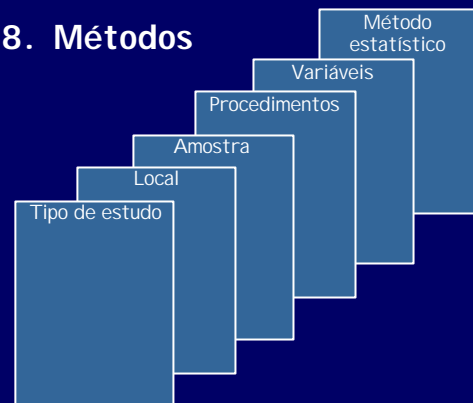 8. Métodos
Método
estatístico
Variáveis
Procedimentos
Amostra
Local
Tipo de estudo